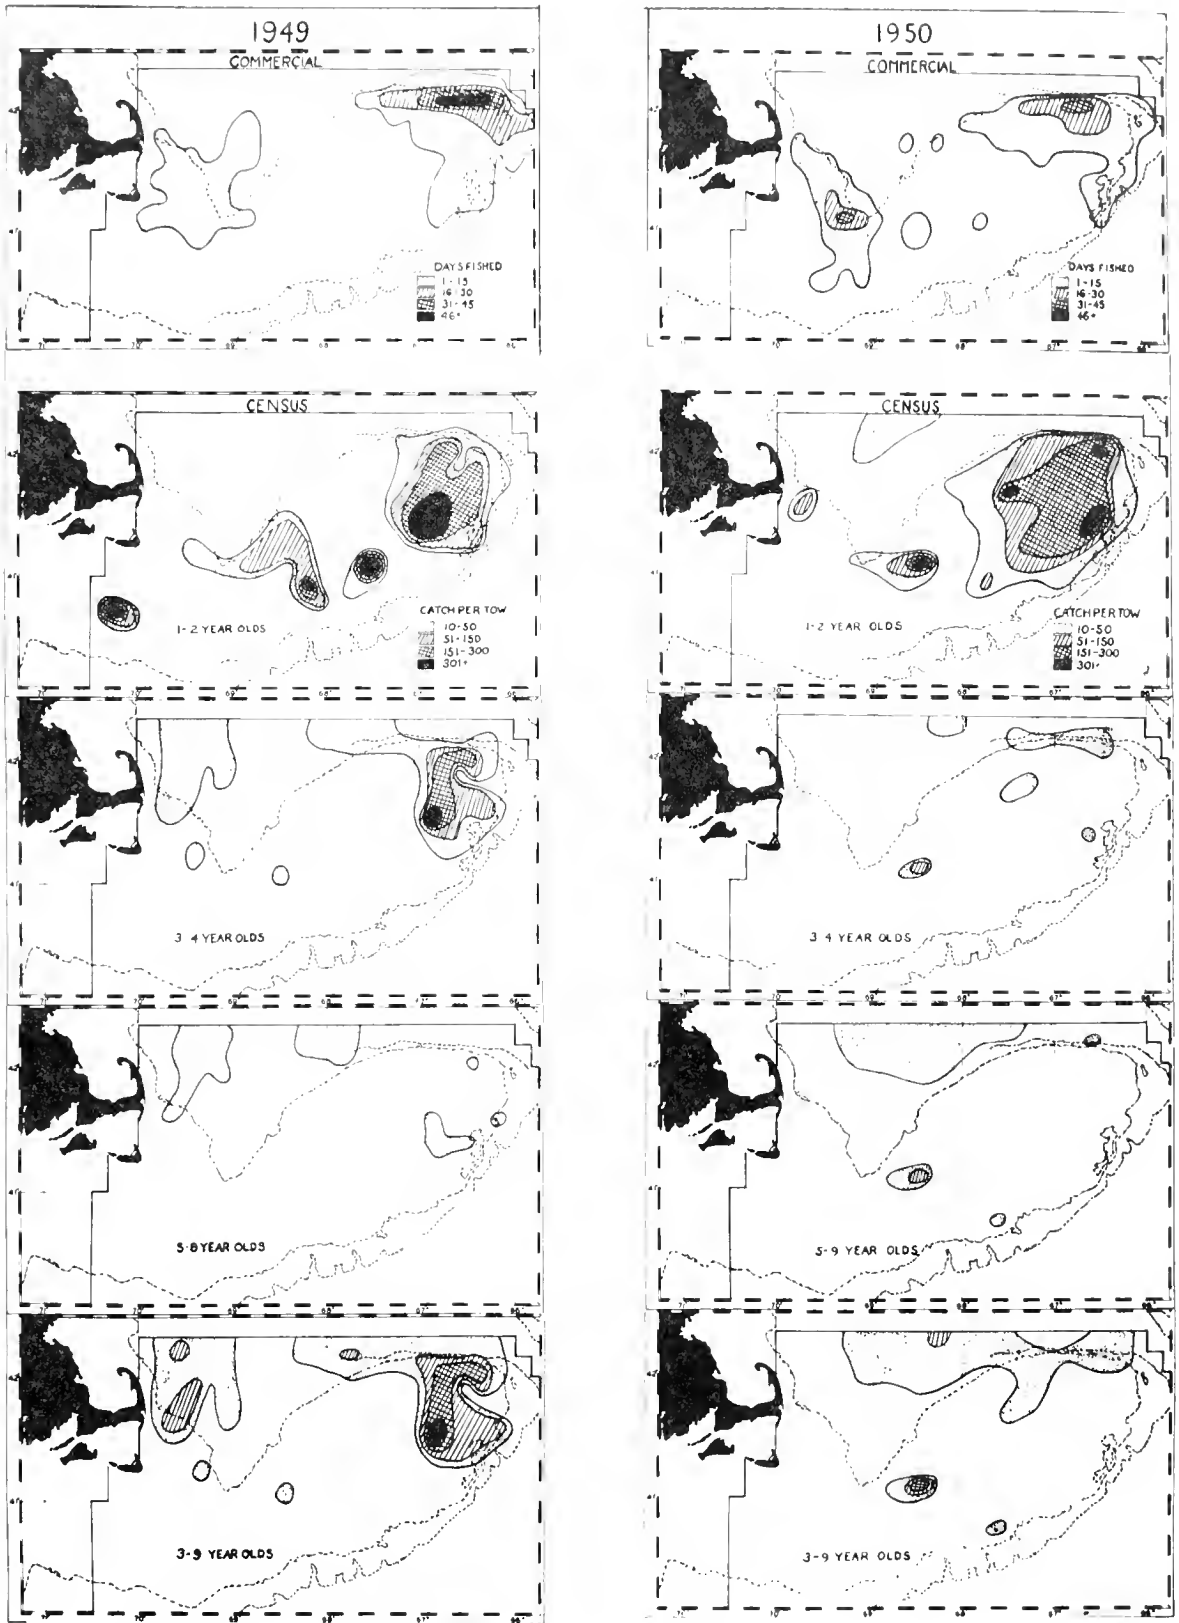 1949
COMMERCIAL
DAYS FISHED
1-15
16-30
31-45
46+
CENSUS
1-2 YEAR OLDS
CATCH PER TOW
10-50
51-150
151-300
301+
3-4 YEAR OLDS
5-8 YEAR OLDS
3-9 YEAR OLDS
1950
COMMERCIAL
DAYS FISHED
1-15
16-30
31-45
46+
CENSUS
1-2 YEAR OLDS
CATCH PER TOW
10-50
51-150
151-300
301+
3-4 YEAR OLDS
5-9 YEAR OLDS
3-9 YEAR OLDS